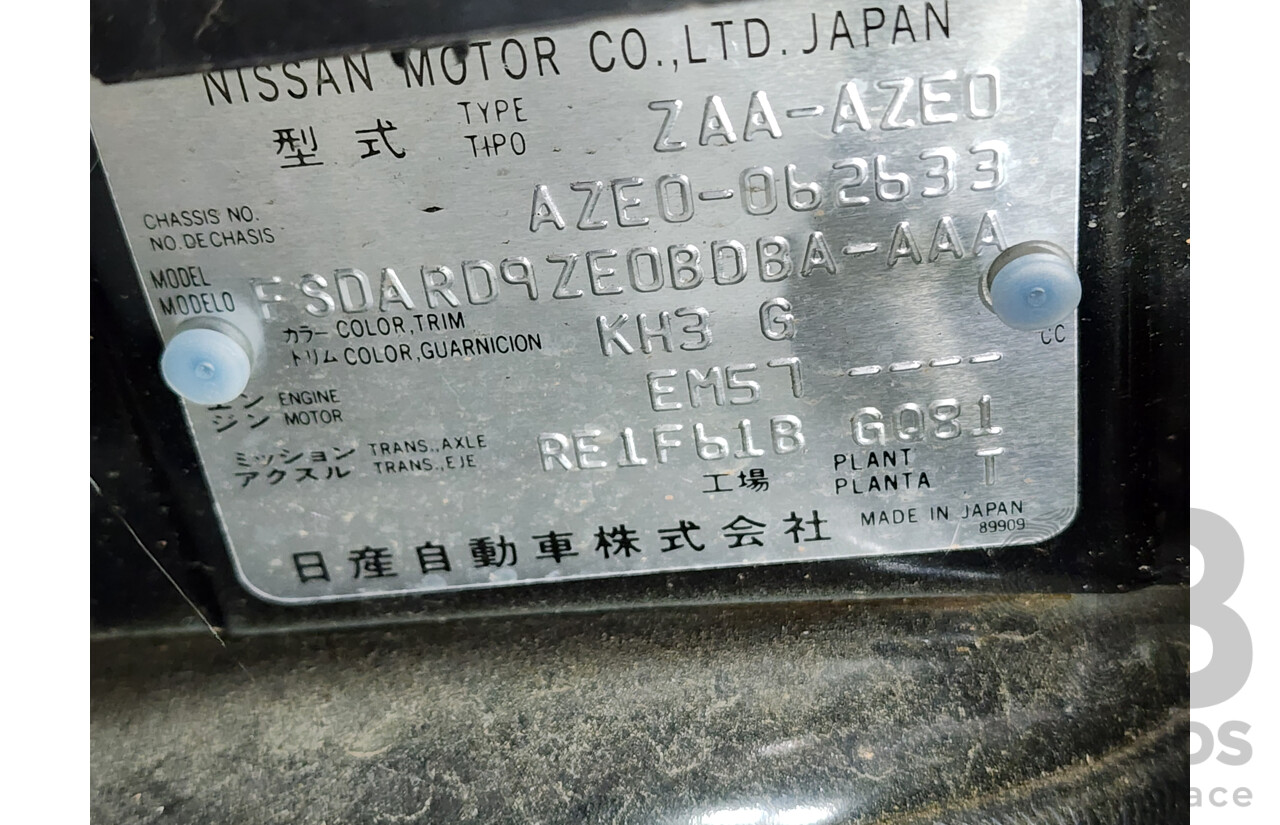 NISSAN MOTOR CO.,LTD. JAPAN
型式 TYPE TIPO ZAA-AZE0
CHASSIS NO. NO.DE CHASIS AZE0-062633
MODEL MODELO FSDARD9ZE0BDBA-AAA
カラー COLOR,TRIM トリム COLOR,GUARNICION KH3 G
CC
エンジン ENGINE MOTOR EM57 ----
ミッション TRANS.,AXLE アクスル TRANS.,EJE RE1F61B GQ81
工場 PLANT PLANTA T
日産自動車株式会社 MADE IN JAPAN
89909